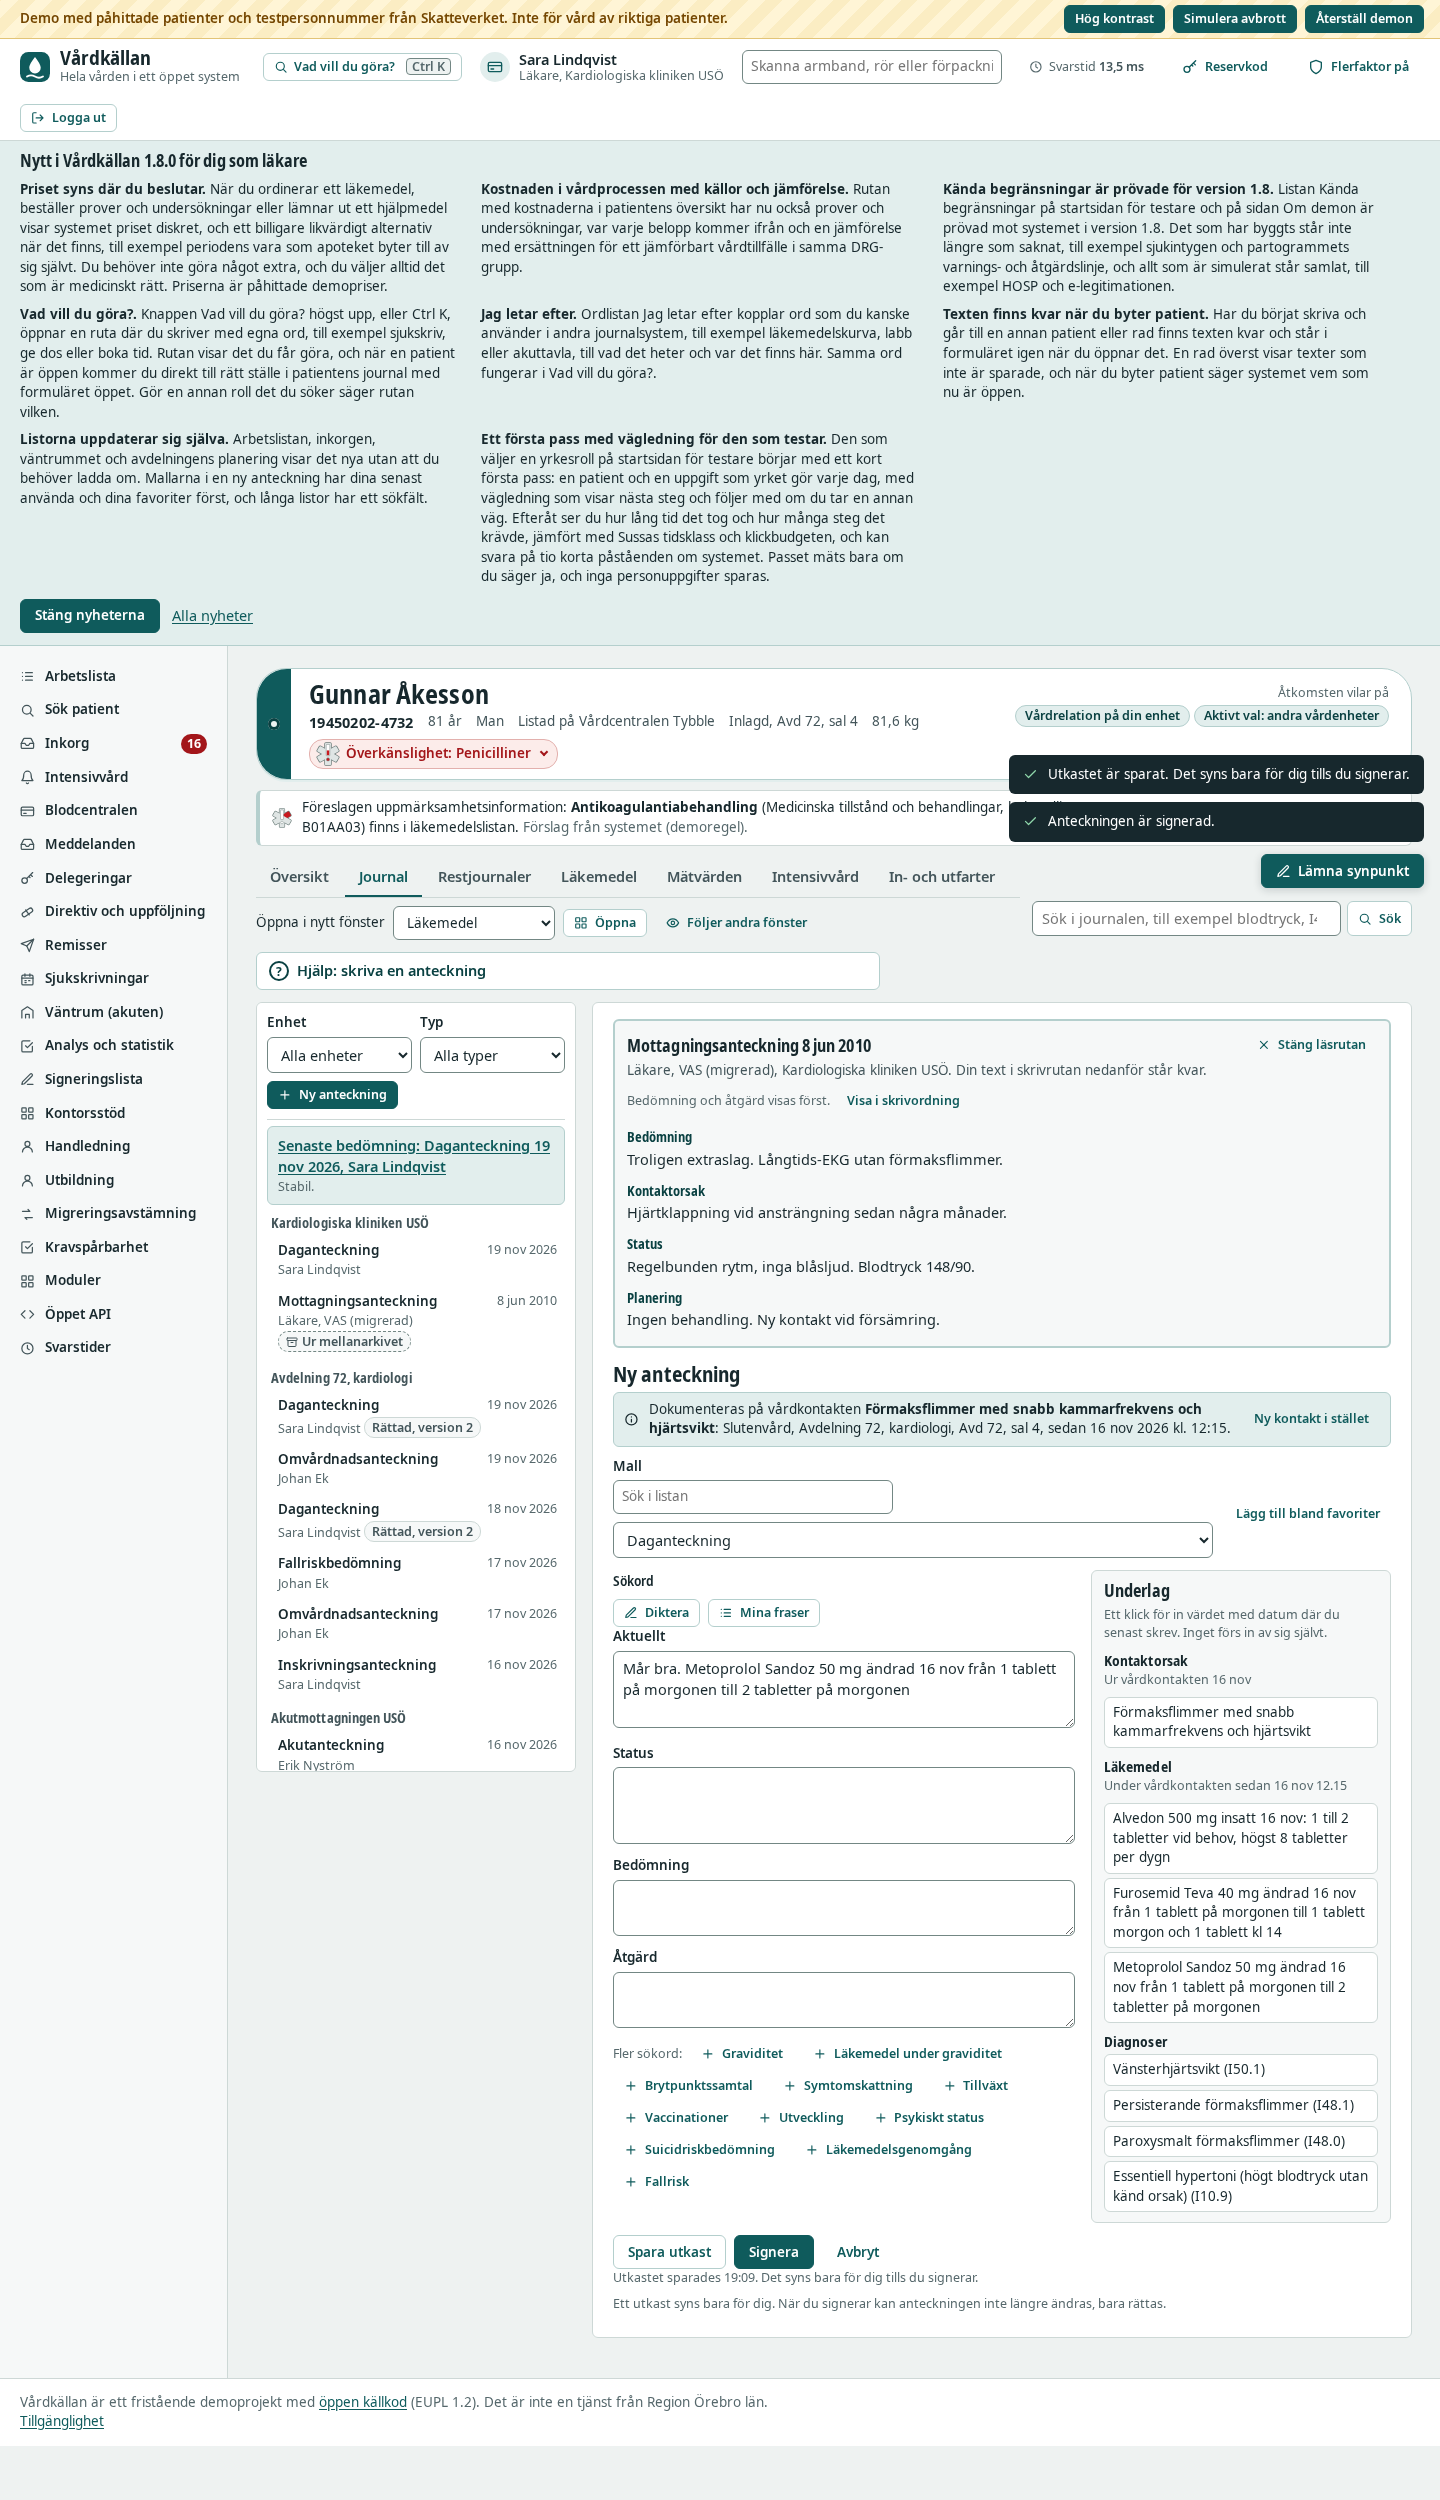 Demo med påhittade patienter och testpersonnummer från Skatteverket. Inte för vård av riktiga patienter.
Hög kontrast
Simulera avbrott
Återställ demon
Vårdkällan
Hela vården i ett öppet system
Vad vill du göra? Ctrl K
Sara Lindqvist
Läkare, Kardiologiska kliniken USÖ
Skanna armband, rör eller förpackni
Svarstid 13,5 ms
Reservkod
Flerfaktor på
Logga ut
Nytt i Vårdkällan 1.8.0 för dig som läkare
Priset syns där du beslutar. När du ordinerar ett läkemedel,
beställer prover och undersökningar eller lämnar ut ett hjälpmedel
visar systemet priset diskret, och ett billigare likvärdigt alternativ
när det finns, till exempel periodens vara som apoteket byter till av
sig självt. Du behöver inte göra något extra, och du väljer alltid det
som är medicinskt rätt. Priserna är påhittade demopriser.
Kostnaden i vårdprocessen med källor och jämförelse. Rutan
med kostnaderna i patientens översikt har nu också prover och
undersökningar, var varje belopp kommer ifrån och en jämförelse
med ersättningen för ett jämförbart vårdtillfälle i samma DRG-
grupp.
Kända begränsningar är prövade för version 1.8. Listan Kända
begränsningar på startsidan för testare och på sidan Om demon är
prövad mot systemet i version 1.8. Det som har byggts står inte
längre som saknat, till exempel sjukintygen och partogrammets
varnings- och åtgärdslinje, och allt som är simulerat står samlat, till
exempel HOSP och e-legitimationen.
Vad vill du göra?. Knappen Vad vill du göra? högst upp, eller Ctrl K,
öppnar en ruta där du skriver med egna ord, till exempel sjukskriv,
ge dos eller boka tid. Rutan visar det du får göra, och när en patient
är öppen kommer du direkt till rätt ställe i patientens journal med
formuläret öppet. Gör en annan roll det du söker säger rutan
vilken.
Jag letar efter. Ordlistan Jag letar efter kopplar ord som du kanske
använder i andra journalsystem, till exempel läkemedelskurva, labb
eller akuttavla, till vad det heter och var det finns här. Samma ord
fungerar i Vad vill du göra?.
Texten finns kvar när du byter patient. Har du börjat skriva och
går till en annan patient eller rad finns texten kvar och står i
formuläret igen när du öppnar det. En rad överst visar texter som
inte är sparade, och när du byter patient säger systemet vem som
nu är öppen.
Listorna uppdaterar sig själva. Arbetslistan, inkorgen,
väntrummet och avdelningens planering visar det nya utan att du
behöver ladda om. Mallarna i en ny anteckning har dina senast
använda och dina favoriter först, och långa listor har ett sökfält.
Ett första pass med vägledning för den som testar. Den som
väljer en yrkesroll på startsidan för testare börjar med ett kort
första pass: en patient och en uppgift som yrket gör varje dag, med
vägledning som visar nästa steg och följer med om du tar en annan
väg. Efteråt ser du hur lång tid det tog och hur många steg det
krävde, jämfört med Sussas tidsklass och klickbudgeten, och kan
svara på tio korta påståenden om systemet. Passet mäts bara om
du säger ja, och inga personuppgifter sparas.
Stäng nyheterna
Alla nyheter
Arbetslista
Sök patient
Inkorg 16
Intensivvård
Blodcentralen
Meddelanden
Delegeringar
Direktiv och uppföljning
Remisser
Sjukskrivningar
Väntrum (akuten)
Analys och statistik
Signeringslista
Kontorsstöd
Handledning
Utbildning
Migreringsavstämning
Kravspårbarhet
Moduler
Öppet API
Svarstider
Gunnar Åkesson
19450202-4732 81 år Man Listad på Vårdcentralen Tybble Inlagd, Avd 72, sal 4 81,6 kg
Överkänslighet: Penicilliner
Åtkomsten vilar på
Vårdrelation på din enhet
Aktivt val: andra vårdenheter
Föreslagen uppmärksamhetsinformation: Antikoagulantiabehandling (Medicinska tillstånd och behandlingar,
B01AA03) finns i läkemedelslistan. Förslag från systemet (demoregel).
Utkastet är sparat. Det syns bara för dig tills du signerar.
Anteckningen är signerad.
Lämna synpunkt
Översikt
Journal
Restjournaler
Läkemedel
Mätvärden
Intensivvård
In- och utfarter
Öppna i nytt fönster
Läkemedel
Öppna
Följer andra fönster
Sök i journalen, till exempel blodtryck, I4
Sök
? Hjälp: skriva en anteckning
Enhet
Typ
Alla enheter
Alla typer
Ny anteckning
Senaste bedömning: Daganteckning 19
nov 2026, Sara Lindqvist
Stabil.
Kardiologiska kliniken USÖ
Daganteckning 19 nov 2026
Sara Lindqvist
Mottagningsanteckning 8 jun 2010
Läkare, VAS (migrerad)
Ur mellanarkivet
Avdelning 72, kardiologi
Daganteckning 19 nov 2026
Sara Lindqvist Rättad, version 2
Omvårdnadsanteckning 19 nov 2026
Johan Ek
Daganteckning 18 nov 2026
Sara Lindqvist Rättad, version 2
Fallriskbedömning 17 nov 2026
Johan Ek
Omvårdnadsanteckning 17 nov 2026
Johan Ek
Inskrivningsanteckning 16 nov 2026
Sara Lindqvist
Akutmottagningen USÖ
Akutanteckning 16 nov 2026
Erik Nyström
Mottagningsanteckning 8 jun 2010
Stäng läsrutan
Läkare, VAS (migrerad), Kardiologiska kliniken USÖ. Din text i skrivrutan nedanför står kvar.
Bedömning och åtgärd visas först. Visa i skrivordning
Bedömning
Troligen extraslag. Långtids-EKG utan förmaksflimmer.
Kontaktorsak
Hjärtklappning vid ansträngning sedan några månader.
Status
Regelbunden rytm, inga blåsljud. Blodtryck 148/90.
Planering
Ingen behandling. Ny kontakt vid försämring.
Ny anteckning
Dokumenteras på vårdkontakten Förmaksflimmer med snabb kammarfrekvens och
hjärtsvikt: Slutenvård, Avdelning 72, kardiologi, Avd 72, sal 4, sedan 16 nov 2026 kl. 12:15.
Ny kontakt i stället
Mall
Sök i listan
Daganteckning
Lägg till bland favoriter
Sökord
Diktera
Mina fraser
Aktuellt
Mår bra. Metoprolol Sandoz 50 mg ändrad 16 nov från 1 tablett
på morgonen till 2 tabletter på morgonen
Status
Bedömning
Åtgärd
Fler sökord: Graviditet Läkemedel under graviditet
Brytpunktssamtal Symtomskattning Tillväxt
Vaccinationer Utveckling Psykiskt status
Suicidriskbedömning Läkemedelsgenomgång
Fallrisk
Underlag
Ett klick för in värdet med datum där du
senast skrev. Inget förs in av sig självt.
Kontaktorsak
Ur vårdkontakten 16 nov
Förmaksflimmer med snabb
kammarfrekvens och hjärtsvikt
Läkemedel
Under vårdkontakten sedan 16 nov 12.15
Alvedon 500 mg insatt 16 nov: 1 till 2
tabletter vid behov, högst 8 tabletter
per dygn
Furosemid Teva 40 mg ändrad 16 nov
från 1 tablett på morgonen till 1 tablett
morgon och 1 tablett kl 14
Metoprolol Sandoz 50 mg ändrad 16
nov från 1 tablett på morgonen till 2
tabletter på morgonen
Diagnoser
Vänsterhjärtsvikt (I50.1)
Persisterande förmaksflimmer (I48.1)
Paroxysmalt förmaksflimmer (I48.0)
Essentiell hypertoni (högt blodtryck utan
känd orsak) (I10.9)
Spara utkast
Signera
Avbryt
Utkastet sparades 19:09. Det syns bara för dig tills du signerar.
Ett utkast syns bara för dig. När du signerar kan anteckningen inte längre ändras, bara rättas.
Vårdkällan är ett fristående demoprojekt med öppen källkod (EUPL 1.2). Det är inte en tjänst från Region Örebro län.
Tillgänglighet